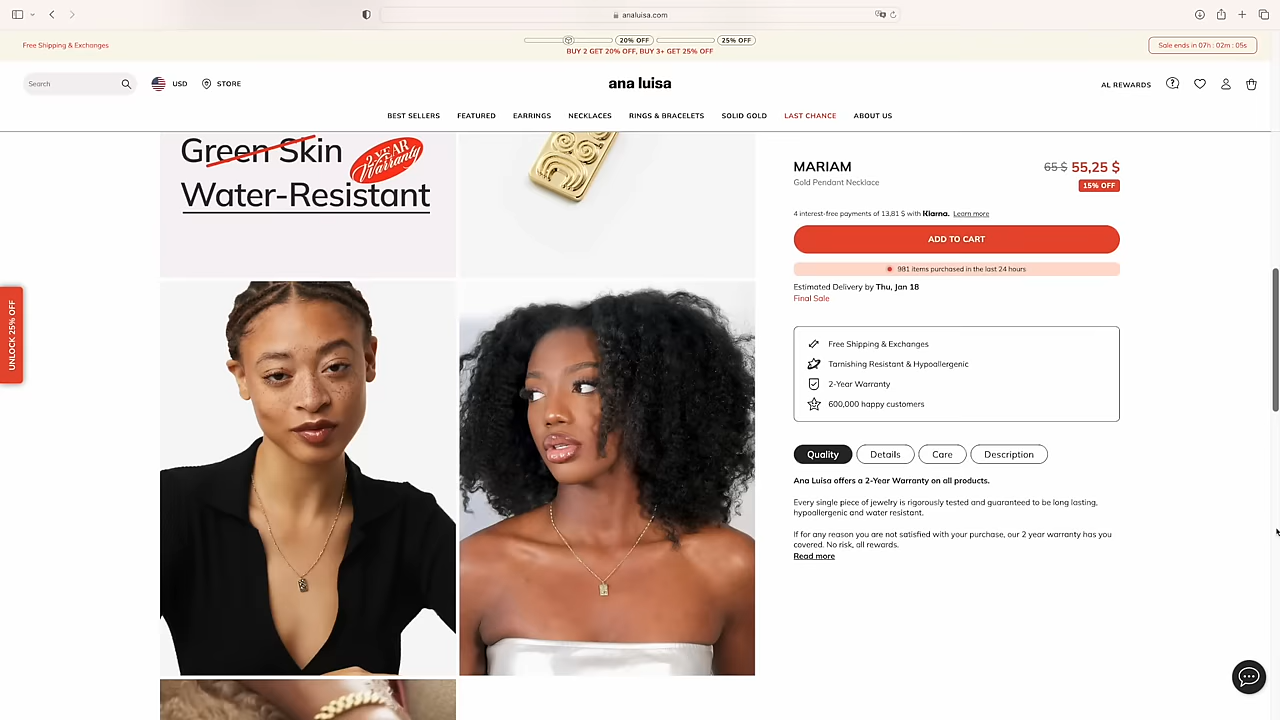 analuisa.com
Free Shipping & Exchanges
20% OFF
25% OFF
BUY 2 GET 20% OFF, BUY 3+ GET 25% OFF
Sale ends in 07h : 02m : 05s
Search
USD
STORE
ana luisa
AL REWARDS
BEST SELLERS
FEATURED
EARRINGS
NECKLACES
RINGS & BRACELETS
SOLID GOLD
LAST CHANCE
ABOUT US
Green Skin
2 YEAR
Warranty
Water-Resistant
MARIAM
65 $ 55,25 $
Gold Pendant Necklace
15% OFF
4 interest-free payments of 13,81 $ with Klarna. Learn more
ADD TO CART
981 items purchased in the last 24 hours
Estimated Delivery by Thu, Jan 18
Final Sale
UNLOCK 25% OFF
Free Shipping & Exchanges
Tarnishing Resistant & Hypoallergenic
2-Year Warranty
600,000 happy customers
Quality
Details
Care
Description
Ana Luisa offers a 2-Year Warranty on all products.
Every single piece of jewelry is rigorously tested and guaranteed to be long lasting,
hypoallergenic and water resistant.
If for any reason you are not satisfied with your purchase, our 2 year warranty has you
covered. No risk, all rewards.
Read more